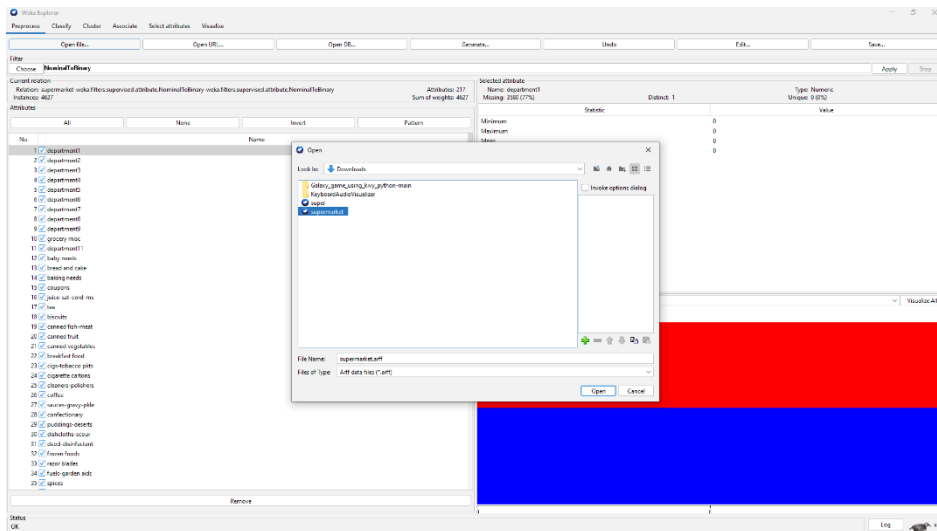 Weka Explorer
Preprocess Classify Cluster Associate Select attributes Visualize
Open file... Open URL... Open DB... Generate... Undo Edit... Save...
Filter
Choose NominalToBinary Apply Stop
Current relation
Relation: supermarket-weka.filters.supervised.attribute.NominalToBinary-weka.filters.supervised.attribute.NominalToBinary
Instances: 4627
Attributes: 217
Sum of weights: 4627
Selected attribute
Name: department1 Type: Numeric
Missing: 3580 (77%) Distinct: 1 Unique: 0 (0%)
Statistic Value
Minimum 0
Maximum 0
Mean 0
0
Attributes
All None Invert Pattern
No. Name
1 department1
2 department2
3 department3
4 department4
5 department5
6 department6
7 department7
8 department8
9 department9
10 grocery misc
11 department11
12 baby needs
13 bread and cake
14 baking needs
15 coupons
16 juice-sat-cord-ms
17 tea
18 biscuits
19 canned fish-meat
20 canned fruit
21 canned vegetables
22 breakfast food
23 cigs-tobacco pkts
24 cigarette cartons
25 cleaners-polishers
26 coffee
27 sauces-gravy-pkle
28 confectionary
29 puddings-deserts
30 dishcloths-scour
31 deod-disinfectant
32 frozen foods
33 razor blades
34 fuels-garden aids
35 spices
Remove
Open
Look In: Downloads
Galaxy_game_using_kivy_python-main
KeyboardAudioVisualizer
super
supermarket
Invoke options dialog
File Name: supermarket.arff
Files of Type: Arff data files (*.arff)
Open Cancel
Visualize All
Status
OK
Log